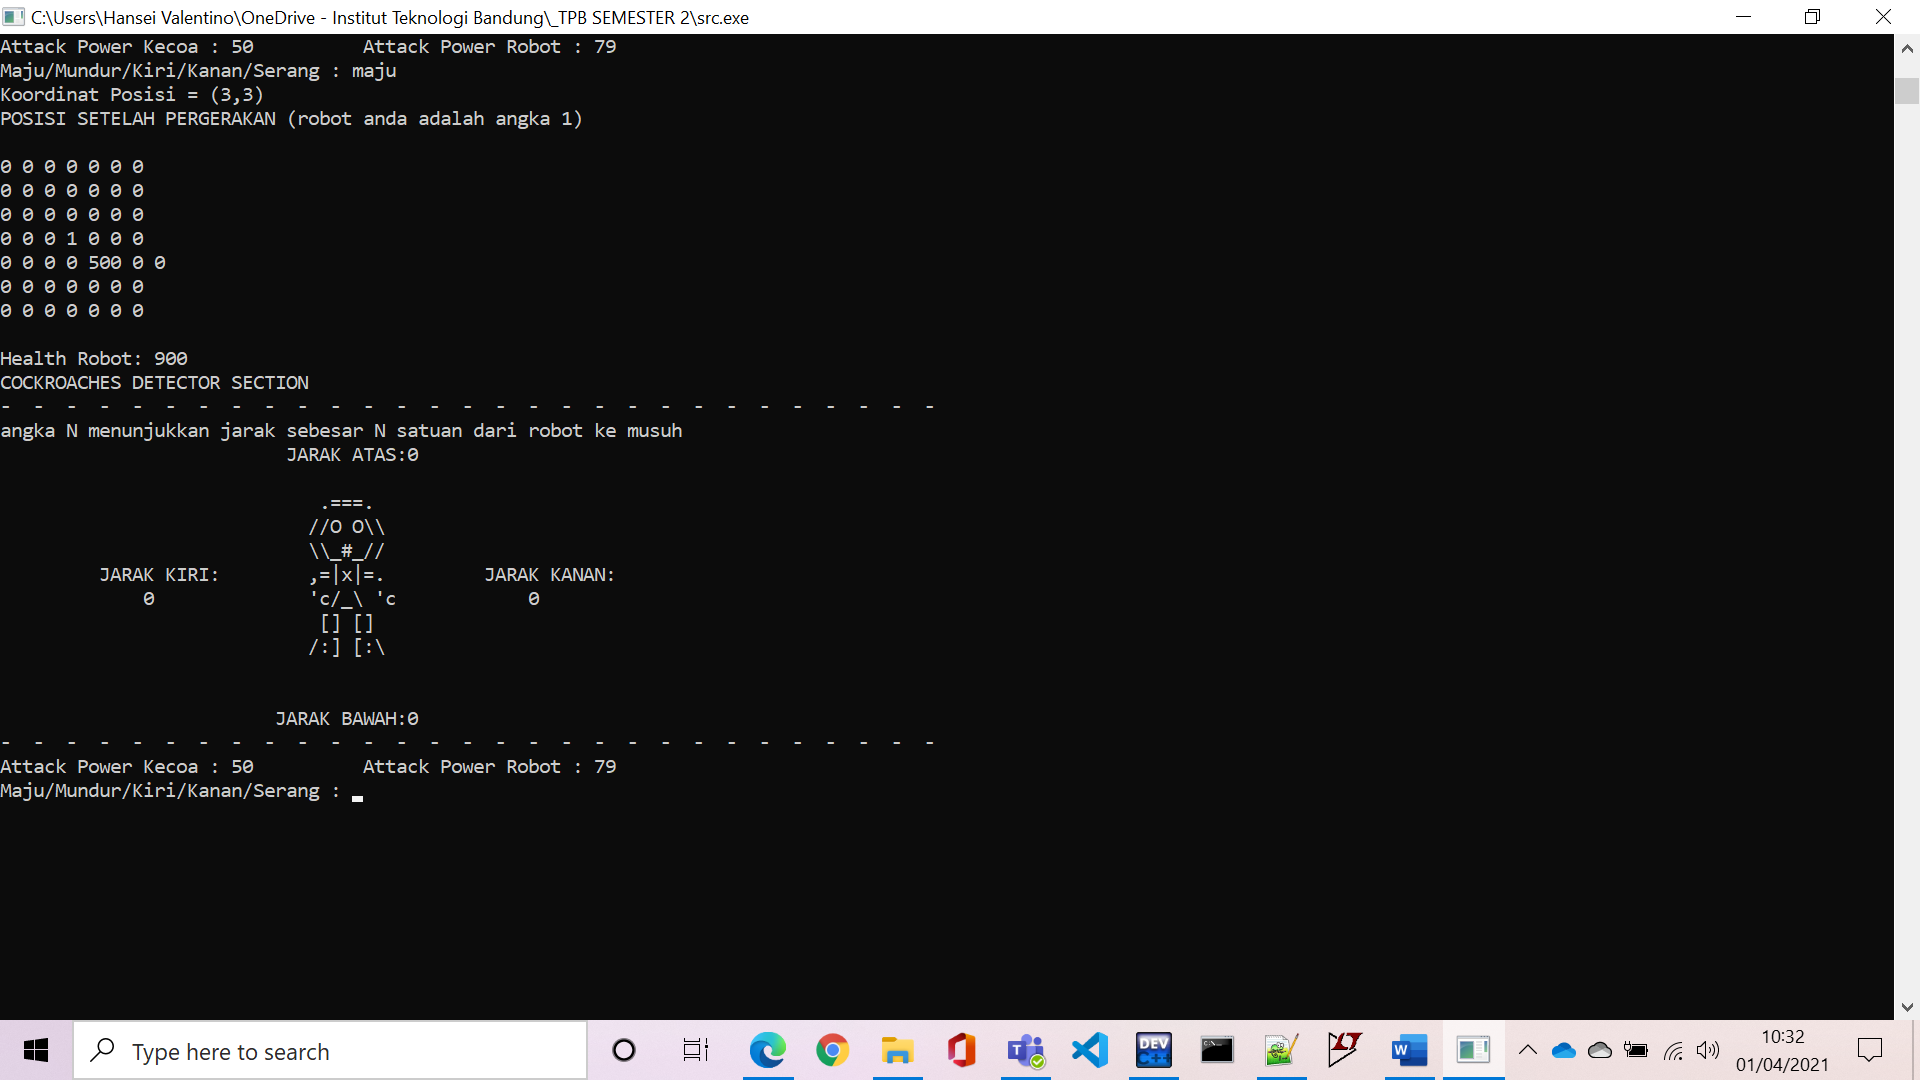 C:\Users\Hansei Valentino\OneDrive - Institut Teknologi Bandung\_TPB SEMESTER 2\src.exe
Attack Power Kecoa : 50          Attack Power Robot : 79
Maju/Mundur/Kiri/Kanan/Serang : maju
Koordinat Posisi = (3,3)
POSISI SETELAH PERGERAKAN (robot anda adalah angka 1)
0 0 0 0 0 0 0
0 0 0 0 0 0 0
0 0 0 0 0 0 0
0 0 0 1 0 0 0
0 0 0 0 500 0 0
0 0 0 0 0 0 0
0 0 0 0 0 0 0
Health Robot: 900
COCKROACHES DETECTOR SECTION
-  -  -  -  -  -  -  -  -  -  -  -  -  -  -  -  -  -  -  -  -  -  -  -  -  -  -  -  -
angka N menunjukkan jarak sebesar N satuan dari robot ke musuh
JARAK ATAS:0
.===.
//O O\\
\\_#_//
JARAK KIRI:        ,=|x|=.         JARAK KANAN:
0              'c/_\ 'c            0
[] []
/:] [:\
JARAK BAWAH:0
-  -  -  -  -  -  -  -  -  -  -  -  -  -  -  -  -  -  -  -  -  -  -  -  -  -  -  -  -
Attack Power Kecoa : 50          Attack Power Robot : 79
Maju/Mundur/Kiri/Kanan/Serang :
Type here to search
DEV C++
W
10:32
01/04/2021